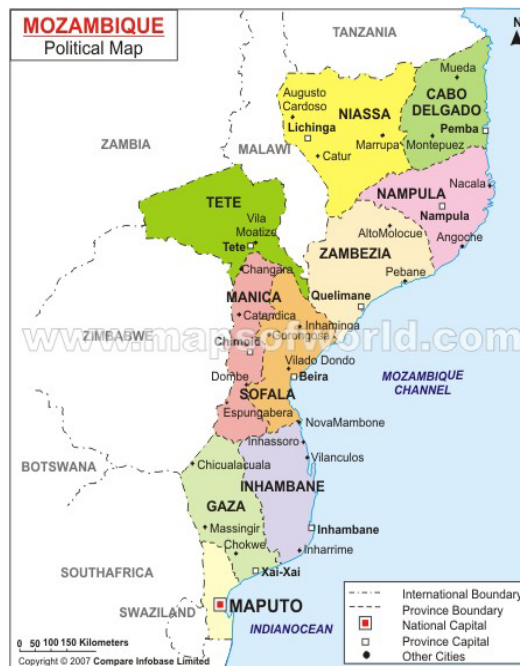 MOZAMBIQUE
Political Map
N
TANZANIA
ZAMBIA
MALAWI
Mueda
CABO
DELGADO
Augusto
Cardoso
NIASSA
Lichinga
Pemba
Marrupa
Montepuez
Catur
TETE
Vila
Moatize
Tete
NAMPULA
Nacala
Nampula
AltoMolocue
Angoche
ZAMBEZIA
Changara
Pebane
MANICA
Quelimane
Catandica
Inhaminga
www.mapsofworld.com
ZIMBABWE
Gorongosa
Chimoio
Vilado Dondo
Dombe
Beira
MOZAMBIQUE
CHANNEL
SOFALA
Espungabera
NovaMambone
Inhassoro
BOTSWANA
Chicualacuala
Vilanculos
INHAMBANE
GAZA
Massingir
Inhambane
Chokwe
Inharrime
SOUTHAFRICA
Xai-Xai
SWAZILAND
MAPUTO
INDIANOCEAN
International Boundary
Province Boundary
National Capital
Province Capital
Other Cities
0 50 100 150 Kilometers
Copyright © 2007 Compare Infobase Limited